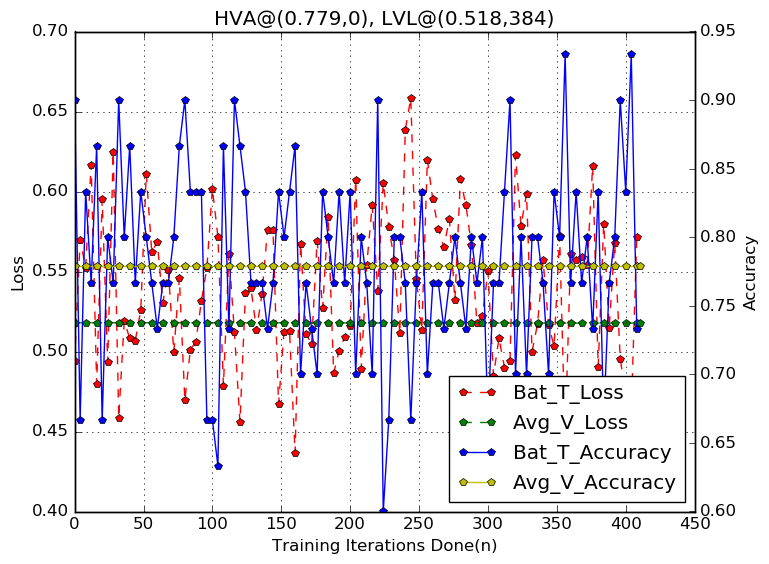 HVA@(0.779,0), LVL@(0.518,384)
0.70
0.65
0.60
0.55
0.50
0.45
0.40
Loss
0.95
0.90
0.85
0.80
0.75
0.70
0.65
0.60
Accuracy
Bat_T_Loss
Avg_V_Loss
Bat_T_Accuracy
Avg_V_Accuracy
0 50 100 150 200 250 300 350 400 450
Training Iterations Done(n)